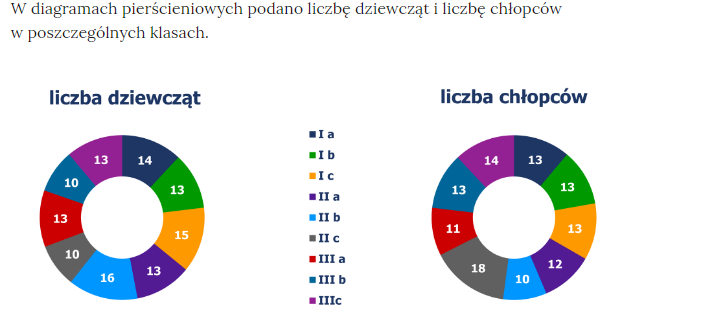 W diagramach pierścieniowych podano liczbę dziewcząt i liczbę chłopców
w poszczególnych klasach.
liczba dziewcząt
14
13
15
13
16
10
13
10
13
I a
I b
I c
II a
II b
II c
III a
III b
IIIc
liczba chłopców
13
13
13
12
10
18
11
13
14